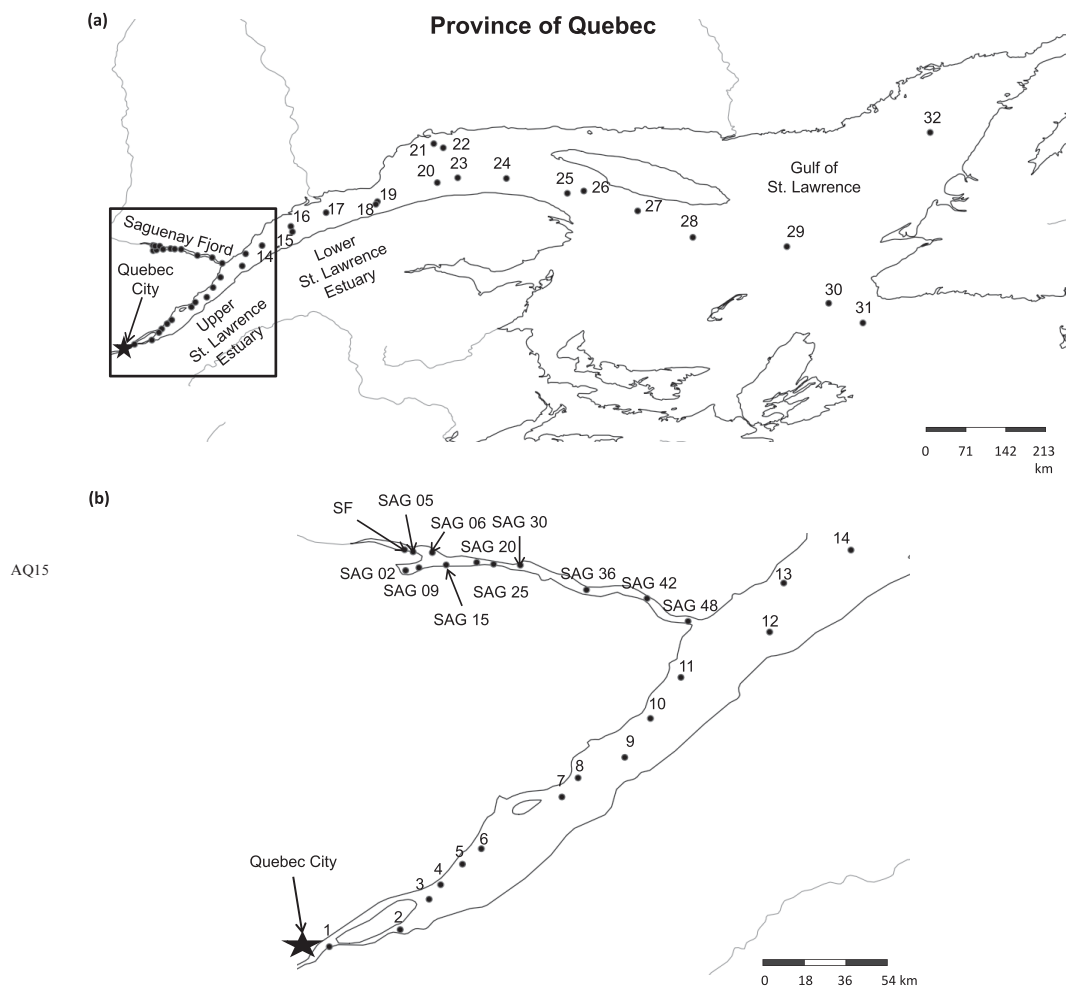 (a)
Province of Quebec
32
21
22
20
23
24
25
26
Gulf of
St. Lawrence
19
18
17
27
16
15
28
29
Saguenay Fjord
14
Lower
St. Lawrence
Estuary
Quebec
City
30
31
Upper
St. Lawrence
Estuary
0 71 142 213
km
(b)
SAG 05
SF
SAG 06
SAG 30
14
SAG 20
AQ15
SAG 02
SAG 36
SAG 42
13
SAG 09
SAG 25
SAG 15
SAG 48
12
11
10
9
8
7
6
5
4
Quebec City
3
2
1
0 18 36 54 km